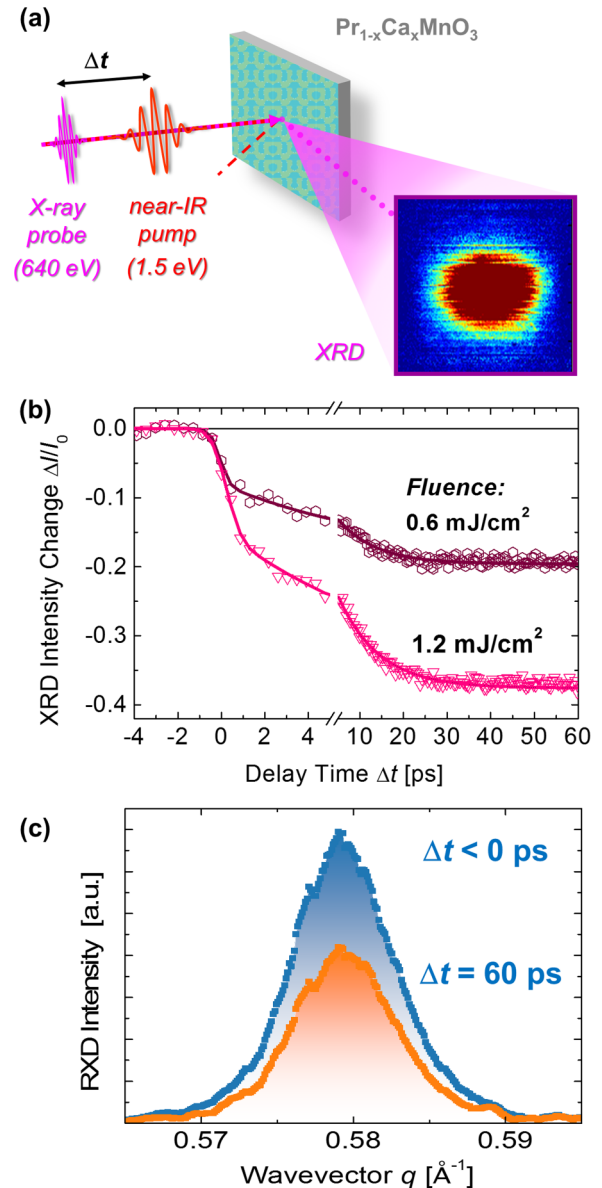 (a)
Pr1-xCaxMnO3
Δt
X-ray
probe
(640 eV)
near-IR
pump
(1.5 eV)
XRD
(b)
XRD Intensity Change ΔI/I0
0.0
-0.1
-0.2
-0.3
-0.4
Fluence:
0.6 mJ/cm2
1.2 mJ/cm2
-4 -2 0 2 4 10 20 30 40 50 60
Delay Time Δt [ps]
(c)
RXD Intensity [a.u.]
Δt < 0 ps
Δt = 60 ps
0.57 0.58 0.59
Wavevector q [Å-1]